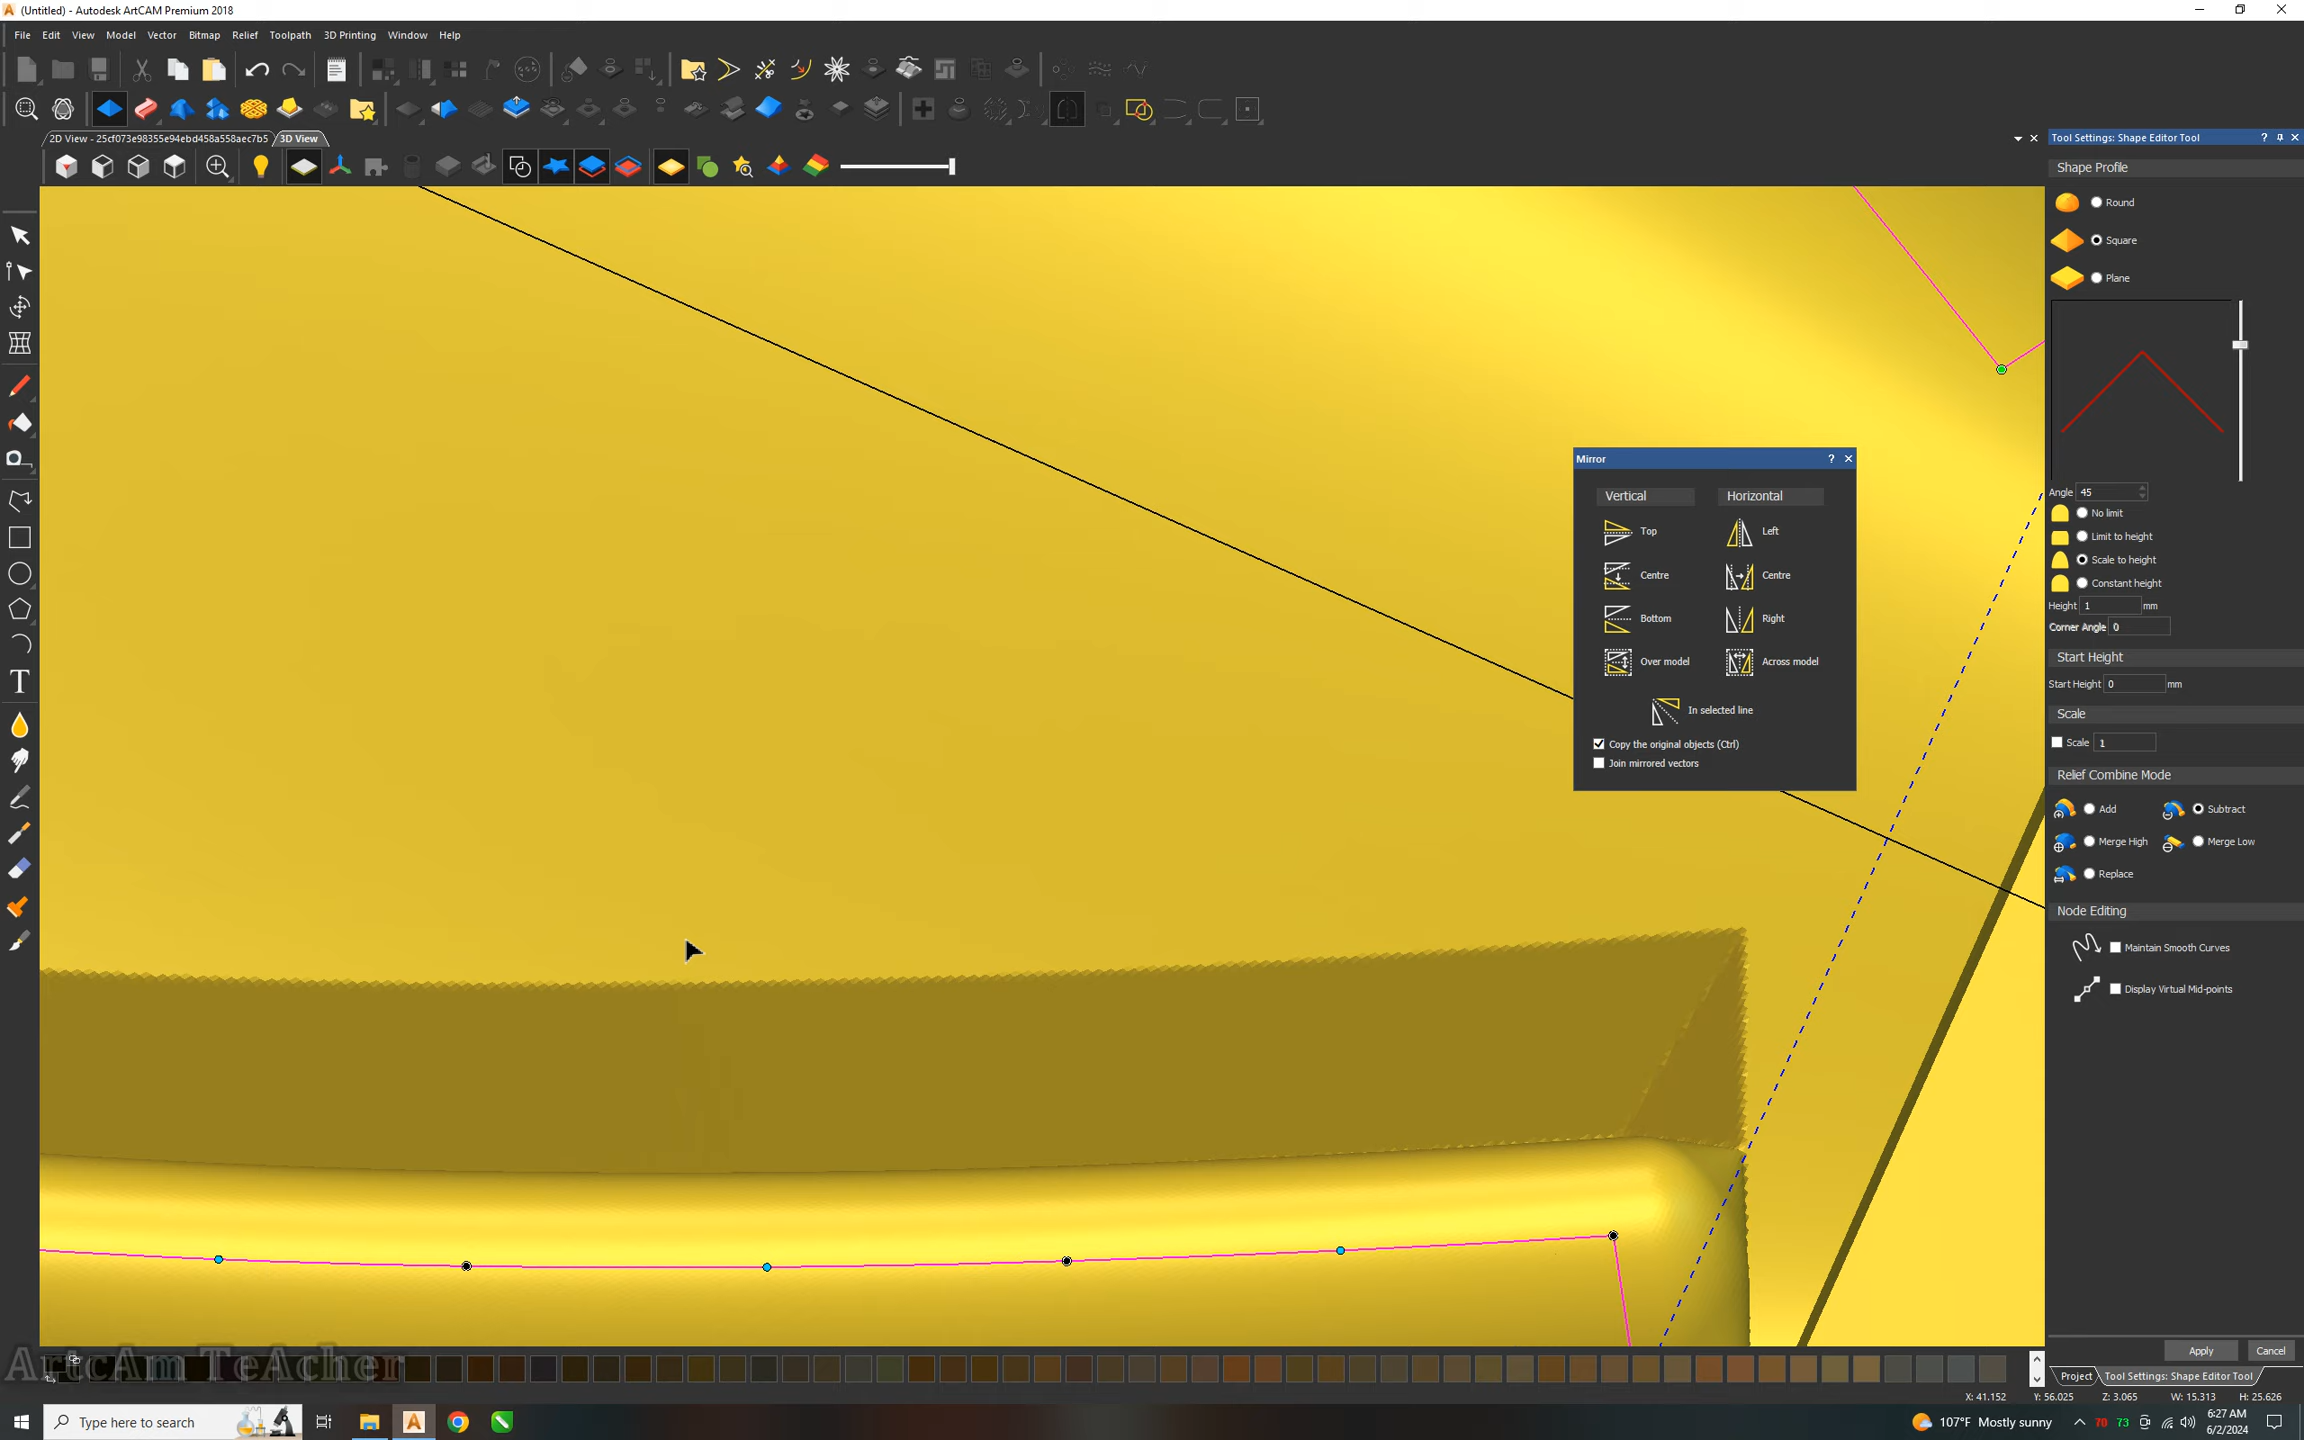 (Untitled) - Autodesk ArtCAM Premium 2018
File Edit View Model Vector Bitmap Relief Toolpath 3D Printing Window Help
2D View - 25cf073e98355e94ebd458a558aec7b5 3D View
Tool Settings: Shape Editor Tool
Shape Profile
Round
Square
Plane
Angle 45
No limit
Limit to height
Scale to height
Constant height
Height 1 mm
Corner Angle 0
Start Height
Start Height 0 mm
Scale
Scale 1
Relief Combine Mode
Add Subtract
Merge High Merge Low
Replace
Node Editing
Maintain Smooth Curves
Display Virtual Mid-points
Mirror
Vertical Horizontal
Top Left
Centre Centre
Bottom Right
Over model Across model
In selected line
Copy the original objects (Ctrl)
Join mirrored vectors
Apply Cancel
ArtcAm TeAcher
Project Tool Settings: Shape Editor Tool
X: 41.152 Y: 56.025 Z: 3.065 W: 15.313 H: 25.626
Type here to search
107°F Mostly sunny
70 73
6:27 AM
6/2/2024